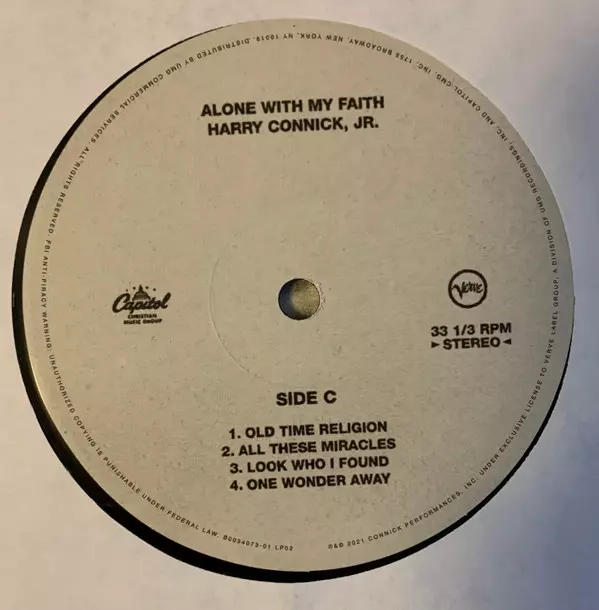 ALONE WITH MY FAITH
HARRY CONNICK, JR.
Capitol
CHRISTIAN
MUSIC GROUP
Verve
33 1/3 RPM
►STEREO◄
SIDE C
1. OLD TIME RELIGION
2. ALL THESE MIRACLES
3. LOOK WHO I FOUND
4. ONE WONDER AWAY
℗&© 2021 CONNICK PERFORMANCES, INC. UNDER EXCLUSIVE LICENSE TO VERVE LABEL GROUP, A DIVISION OF UMG RECORDINGS, INC. AND CAPITOL CMG, INC. 1755 BROADWAY, NEW YORK, NY 10019. DISTRIBUTED BY UMG COMMERCIAL SERVICES. ALL RIGHTS RESERVED. FBI ANTI-PIRACY WARNING: UNAUTHORIZED COPYING IS PUNISHABLE UNDER FEDERAL LAW. B0034073-01 LP02